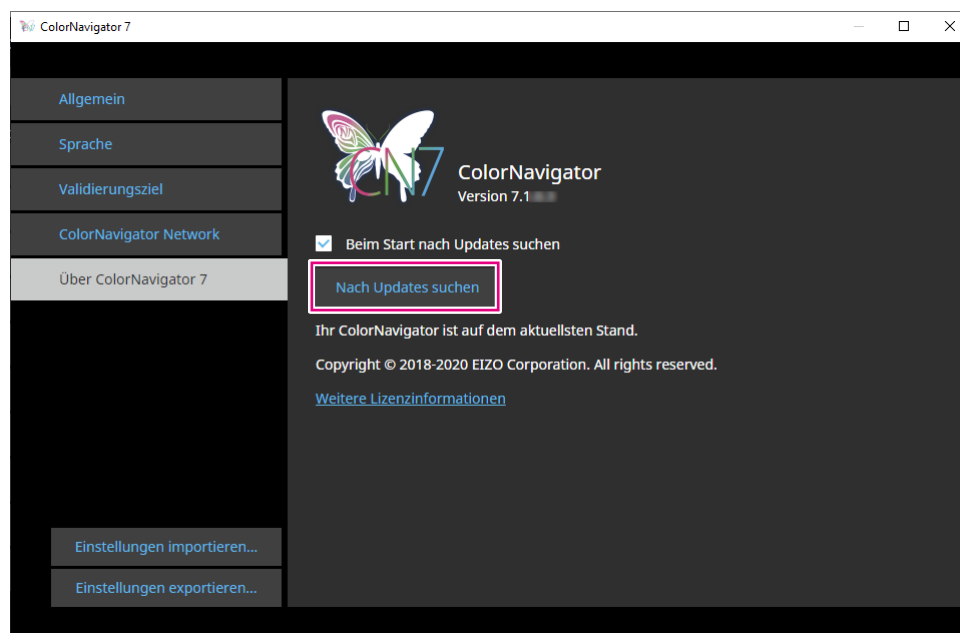 ColorNavigator 7
Allgemein
Sprache
Validierungsziel
ColorNavigator Network
Über ColorNavigator 7
Einstellungen importieren...
Einstellungen exportieren...
CN7
ColorNavigator
Version 7.1
Beim Start nach Updates suchen
Nach Updates suchen
Ihr ColorNavigator ist auf dem aktuellsten Stand.
Copyright © 2018-2020 EIZO Corporation. All rights reserved.
Weitere Lizenzinformationen